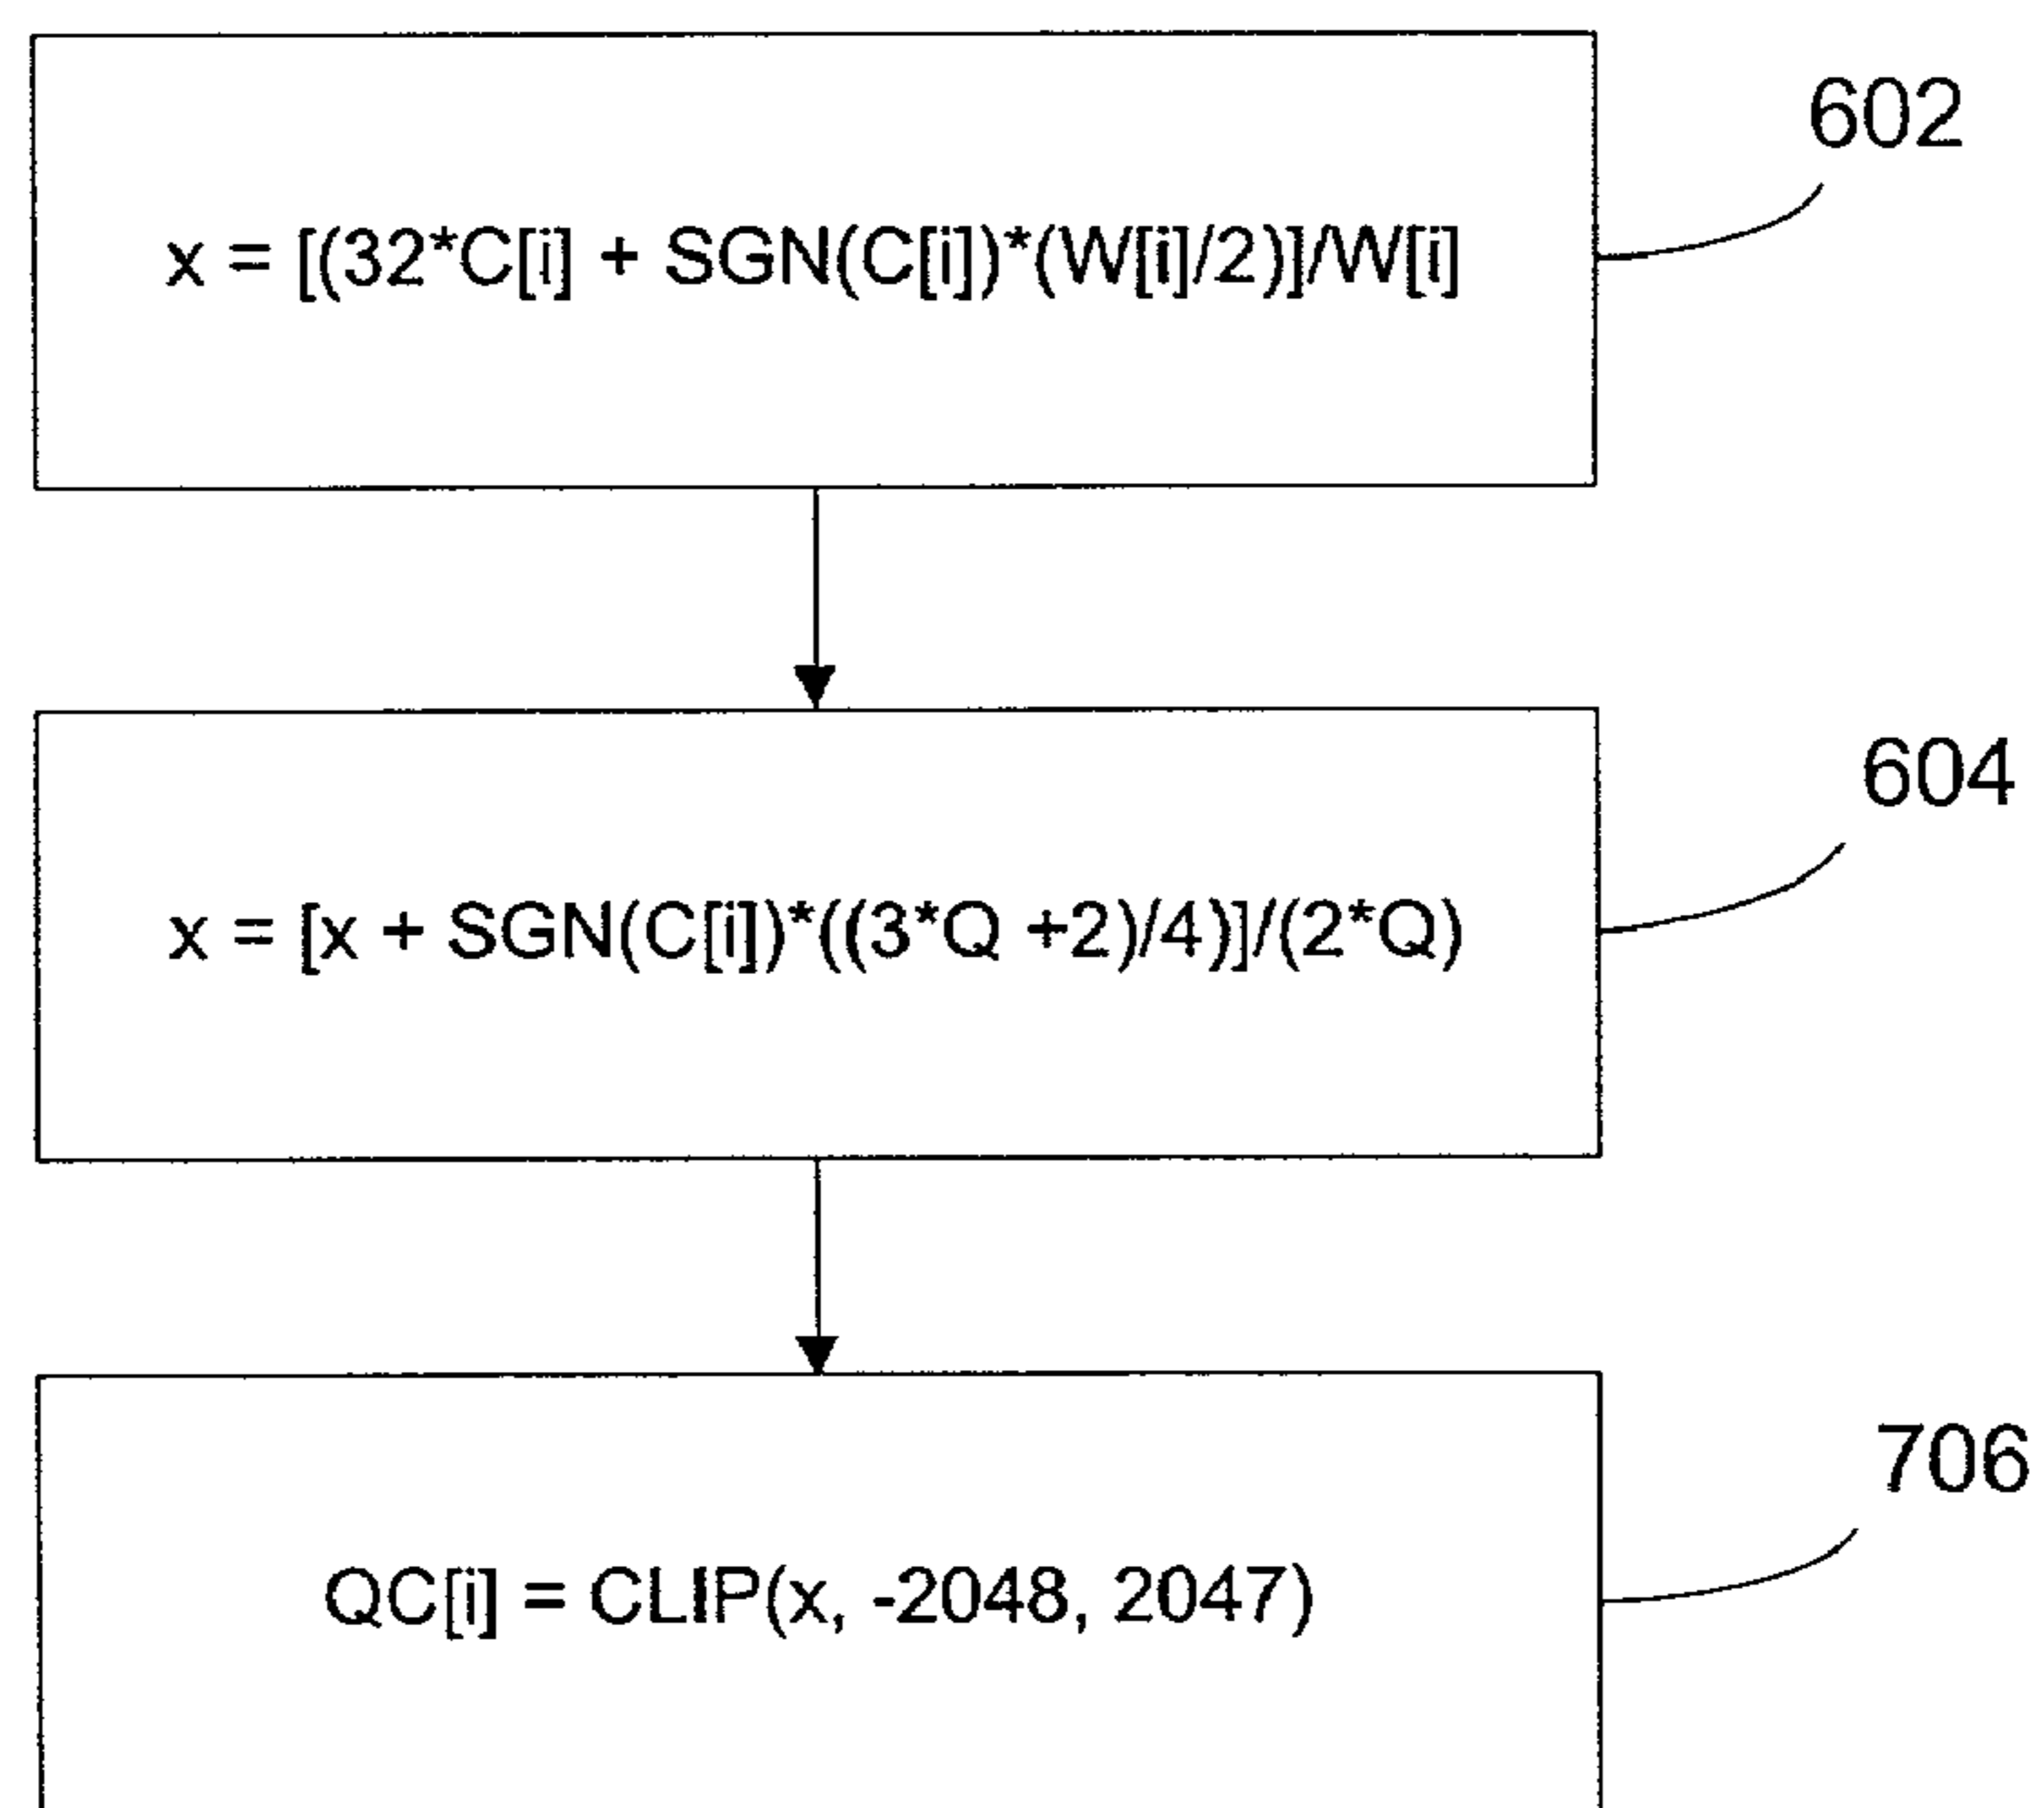 602
x = [(32*C[i] + SGN(C[i])*(W[i]/2)]/W[i]
604
x = [x + SGN(C[i])*((3*Q +2)/4)]/(2*Q)
706
QC[i] = CLIP(x, -2048, 2047)